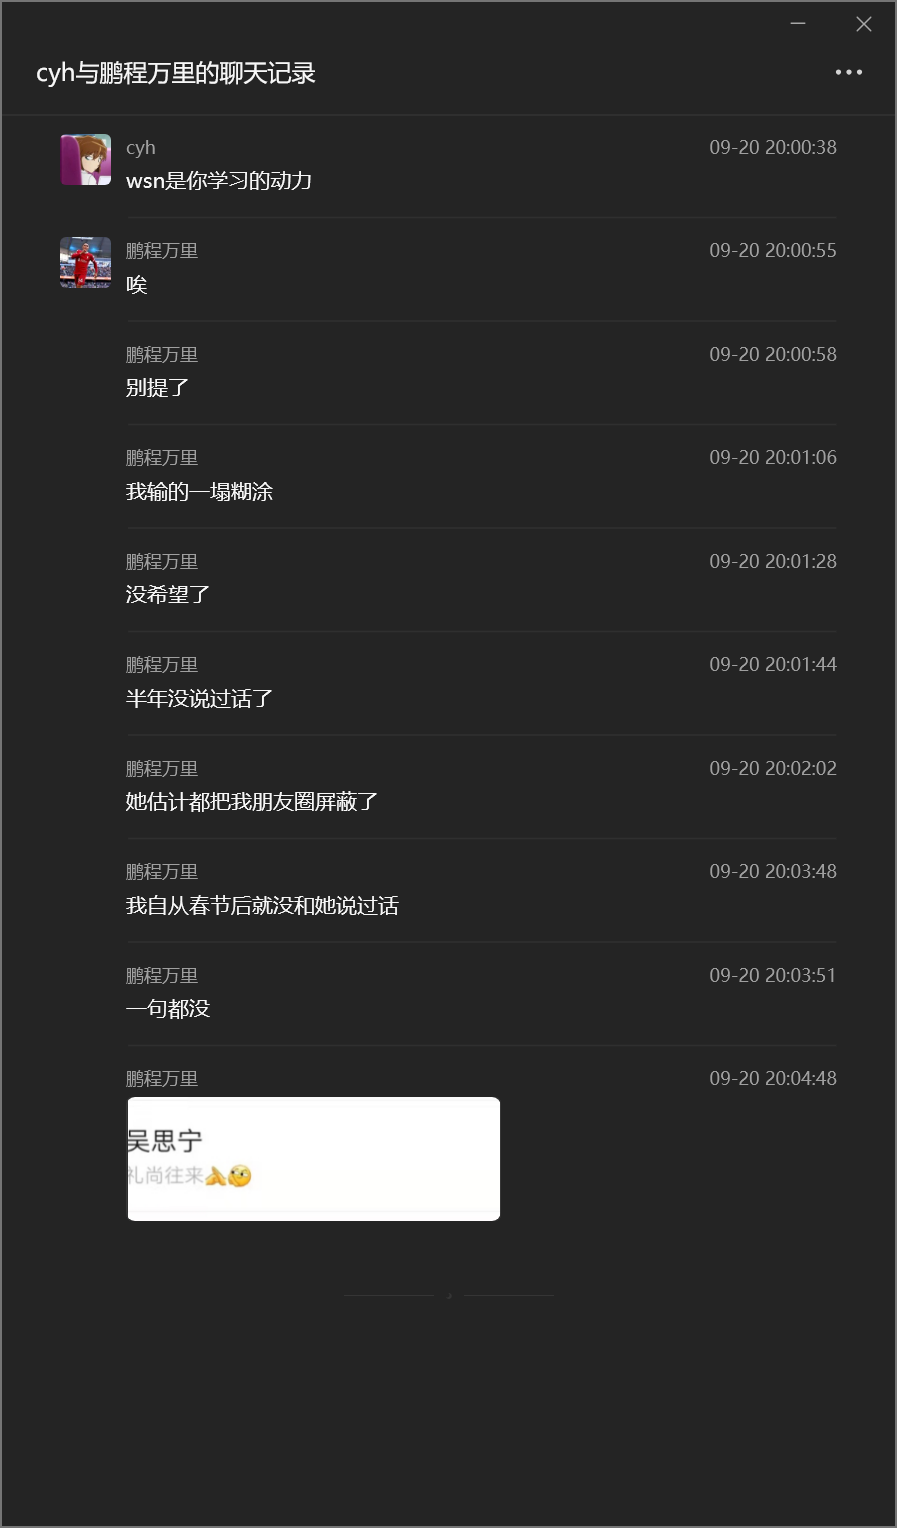 cyh与鹏程万里的聊天记录
cyh 09-20 20:00:38
wsn是你学习的动力
鹏程万里 09-20 20:00:55
唉
鹏程万里 09-20 20:00:58
别提了
鹏程万里 09-20 20:01:06
我输的一塌糊涂
鹏程万里 09-20 20:01:28
没希望了
鹏程万里 09-20 20:01:44
半年没说过话了
鹏程万里 09-20 20:02:02
她估计都把我朋友圈屏蔽了
鹏程万里 09-20 20:03:48
我自从春节后就没和她说过话
鹏程万里 09-20 20:03:51
一句都没
鹏程万里 09-20 20:04:48
吴思宁
礼尚往来